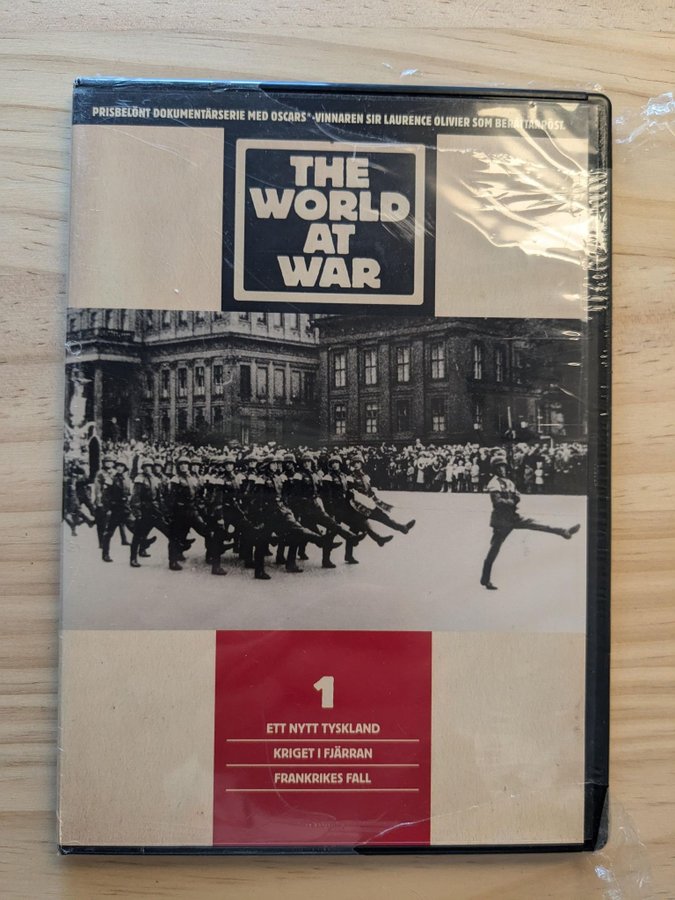 PRISBELÖNT DOKUMENTÄRSERIE MED OSCARS®-VINNAREN SIR LAURENCE OLIVIER SOM BERÄTTARRÖST.
THE
WORLD
AT
WAR
1
ETT NYTT TYSKLAND
KRIGET I FJÄRRAN
FRANKRIKES FALL